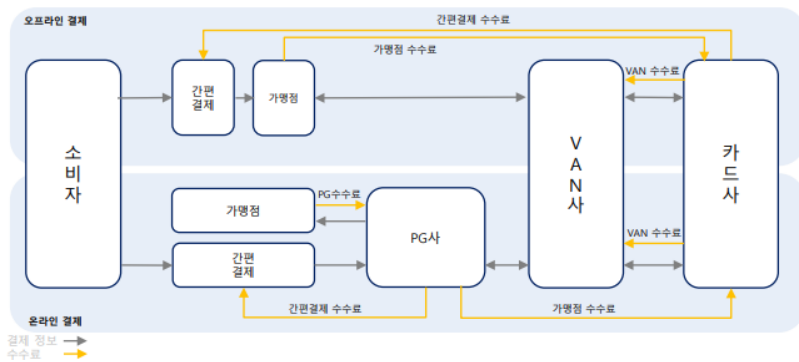 오프라인 결제
간편결제 수수료
가맹점 수수료
VAN 수수료
소
비
자
간편
결제
가맹점
V
A
N
사
카
드
사
가맹점
PG수수료
PG사
간편
결제
VAN 수수료
간편결제 수수료
가맹점 수수료
온라인 결제
결제 정보
수수료